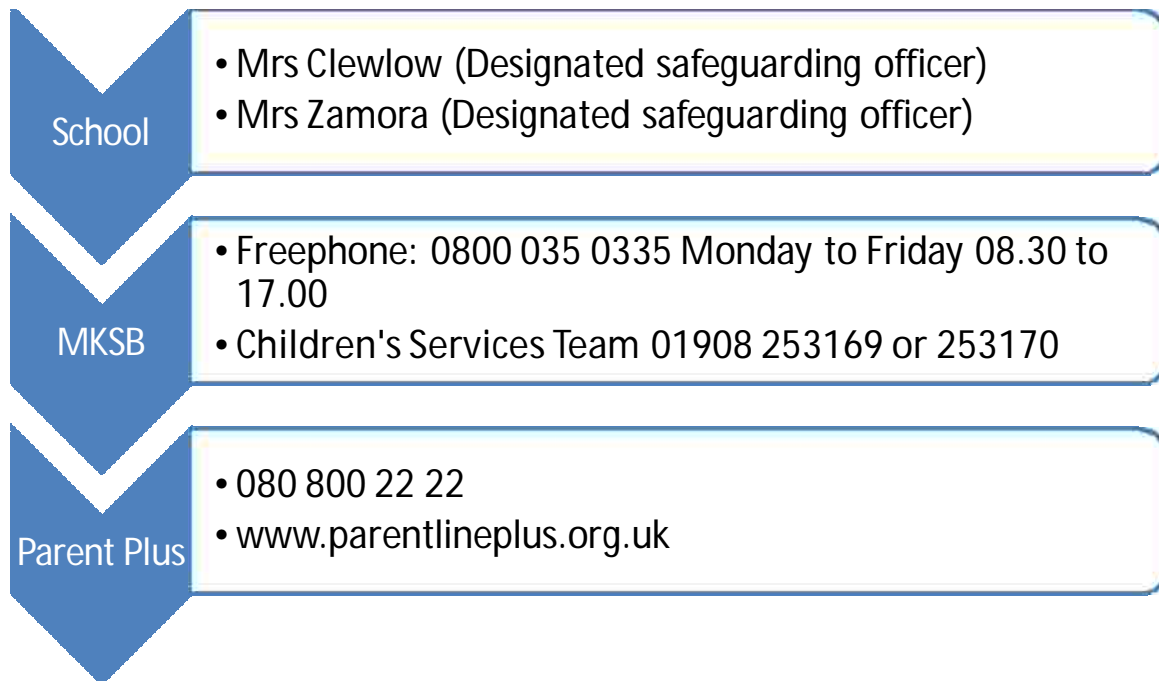 School
• Mrs Clewlow (Designated safeguarding officer)
• Mrs Zamora (Designated safeguarding officer)
MKSB
• Freephone: 0800 035 0335 Monday to Friday 08.30 to
17.00
• Children's Services Team 01908 253169 or 253170
Parent Plus
• 080 800 22 22
• www.parentlineplus.org.uk